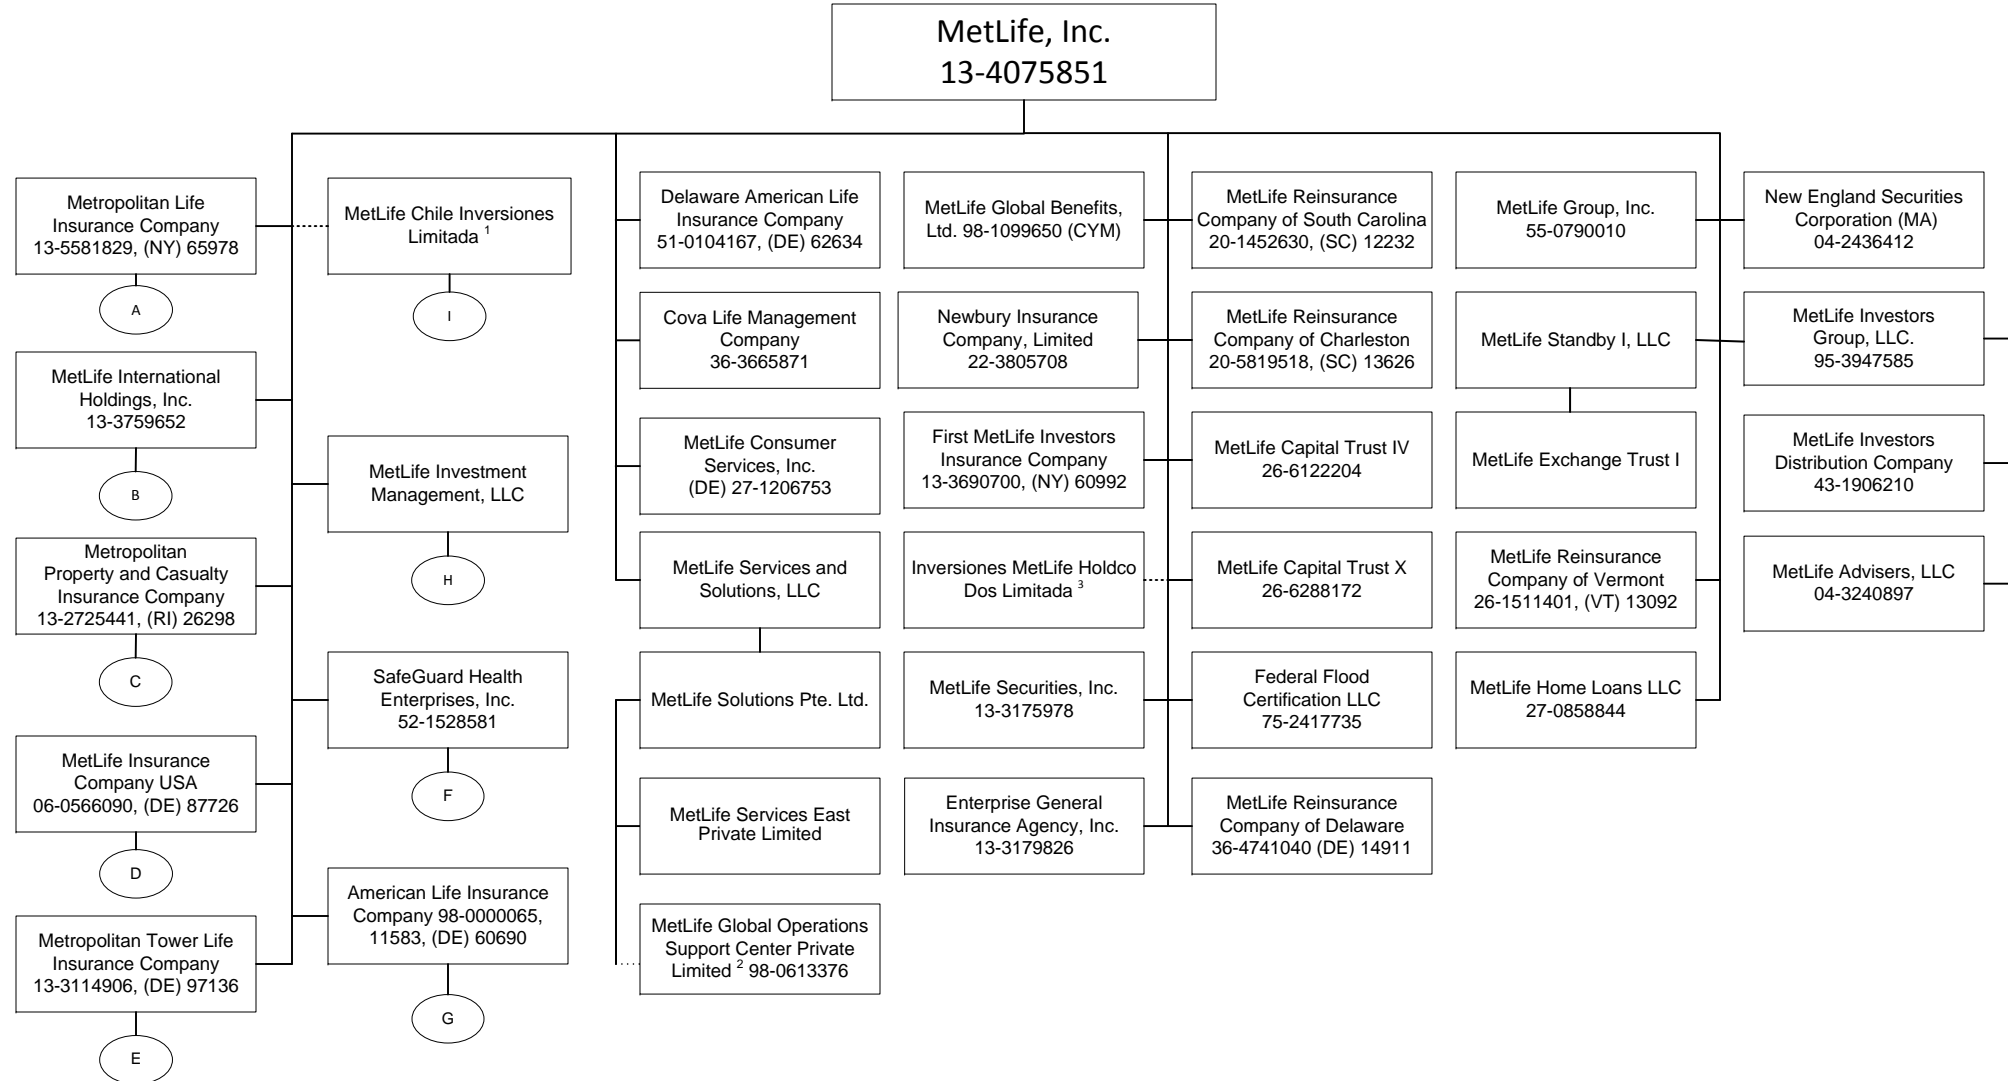 MetLife, Inc.
13-4075851
Metropolitan Life
Insurance Company
13-5581829, (NY) 65978
A
MetLife International
Holdings, Inc.
13-3759652
B
Metropolitan
Property and Casualty
Insurance Company
13-2725441, (RI) 26298
C
MetLife Insurance
Company USA
06-0566090, (DE) 87726
D
Metropolitan Tower Life
Insurance Company
13-3114906, (DE) 97136
E
MetLife Chile Inversiones
Limitada 1
I
MetLife Investment
Management, LLC
H
SafeGuard Health
Enterprises, Inc.
52-1528581
F
American Life Insurance
Company 98-0000065,
11583, (DE) 60690
G
Delaware American Life
Insurance Company
51-0104167, (DE) 62634
Cova Life Management
Company
36-3665871
MetLife Consumer
Services, Inc.
(DE) 27-1206753
MetLife Services and
Solutions, LLC
MetLife Solutions Pte. Ltd.
MetLife Services East
Private Limited
MetLife Global Operations
Support Center Private
Limited 2 98-0613376
MetLife Global Benefits,
Ltd. 98-1099650 (CYM)
Newbury Insurance
Company, Limited
22-3805708
First MetLife Investors
Insurance Company
13-3690700, (NY) 60992
Inversiones MetLife Holdco
Dos Limitada 3
MetLife Securities, Inc.
13-3175978
Enterprise General
Insurance Agency, Inc.
13-3179826
MetLife Reinsurance
Company of South Carolina
20-1452630, (SC) 12232
MetLife Reinsurance
Company of Charleston
20-5819518, (SC) 13626
MetLife Capital Trust IV
26-6122204
MetLife Capital Trust X
26-6288172
Federal Flood
Certification LLC
75-2417735
MetLife Reinsurance
Company of Delaware
36-4741040 (DE) 14911
MetLife Group, Inc.
55-0790010
MetLife Standby I, LLC
MetLife Exchange Trust I
MetLife Reinsurance
Company of Vermont
26-1511401, (VT) 13092
MetLife Home Loans LLC
27-0858844
New England Securities
Corporation (MA)
04-2436412
MetLife Investors
Group, LLC.
95-3947585
MetLife Investors
Distribution Company
43-1906210
MetLife Advisers, LLC
04-3240897